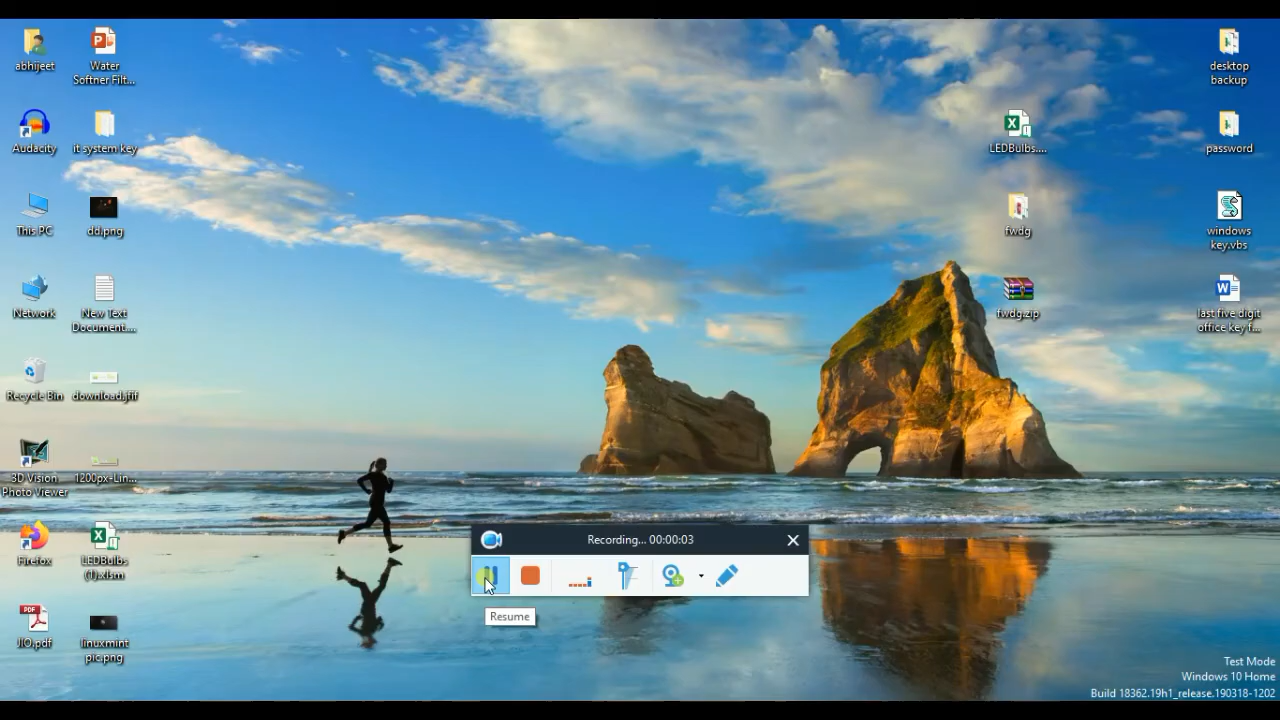 abhijeet
Water
Softner Filt...
Audacity
it system key
This PC
dd.png
Network
New Text
Document....
Recycle Bin
download.jfif
3D Vision
Photo Viewer
1200px-Lin...
Firefox
LEDBulbs
(1).xlsm
PDF
JIO.pdf
linuxmint
pic.png
LEDBulbs....
fwdg
fwdg.zip
desktop
backup
password
windows
key.vbs
last five digit
office key f...
Recording... 00:00:03
Resume
Test Mode
Windows 10 Home
Build 18362.19h1_release.190318-1202